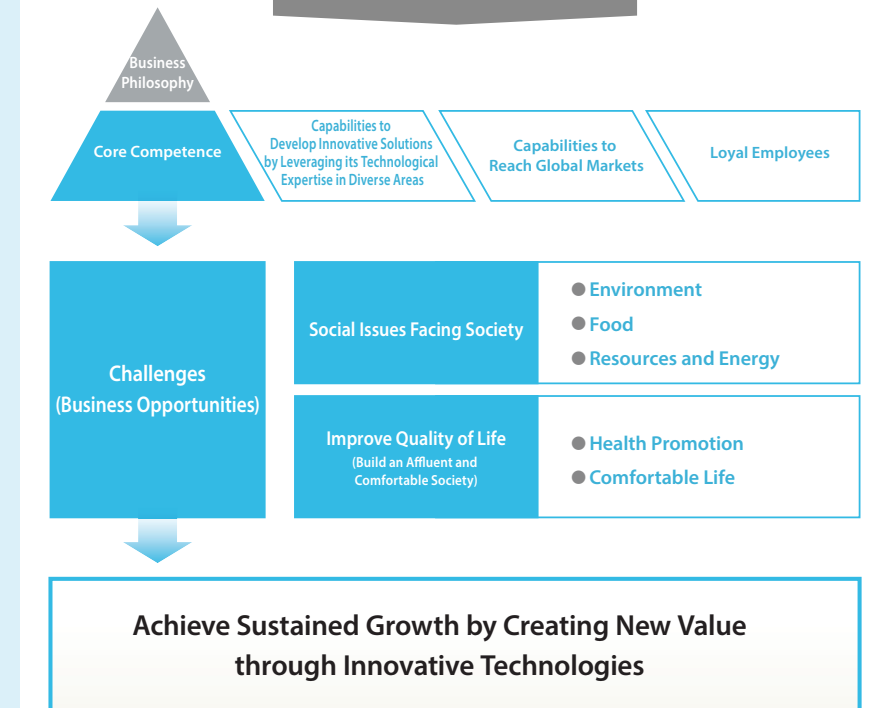 Business
Philosophy
Core Competence
Capabilities to
Develop Innovative Solutions
by Leveraging its Technological
Expertise in Diverse Areas
Capabilities to
Reach Global Markets
Loyal Employees
Challenges
(Business Opportunities)
Social Issues Facing Society
● Environment
● Food
● Resources and Energy
Improve Quality of Life
(Build an Affluent and
Comfortable Society)
● Health Promotion
● Comfortable Life
Achieve Sustained Growth by Creating New Value
through Innovative Technologies